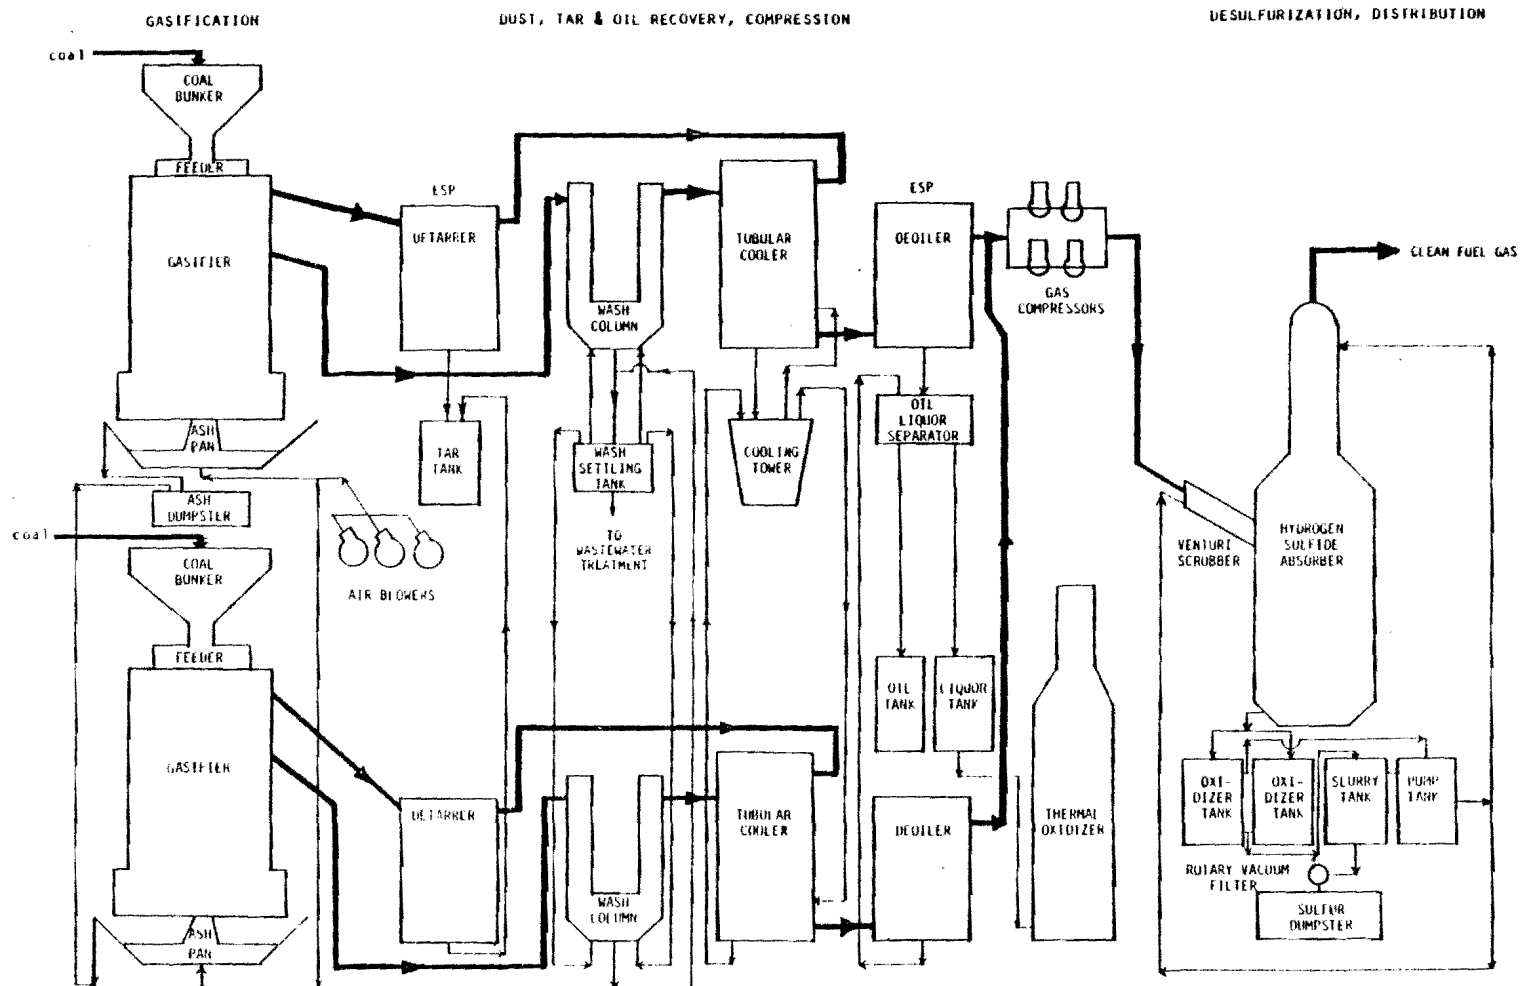 GASIFICATION
DUST, TAR & OIL RECOVERY, COMPRESSION
DESULFURIZATION, DISTRIBUTION
coal
COAL
BUNKER
FEEDER
GASIFIER
ASH
PAN
ASH
DUMPSTER
AIR BLOWERS
ESP
DETARRER
TAR
TANK
WASH
COLUMN
WASH
SETTLING
TANK
TO
WASTEWATER
TREATMENT
TUBULAR
COOLER
COOLING
TOWER
ESP
DEOILER
OIL
LIQUOR
SEPARATOR
OIL
TANK
LIQUOR
TANK
GAS
COMPRESSORS
CLEAN FUEL GAS
VENTURI
SCRUBBER
HYDROGEN
SULFIDE
ABSORBER
coal
COAL
BUNKER
FEEDER
GASIFIER
ASH
PAN
DETARRER
WASH
COLUMN
TUBULAR
COOLER
DEOILER
THERMAL
OXIDIZER
OXI-
DIZER
TANK
OXI-
DIZER
TANK
SLURRY
TANK
PUMP
TANK
ROTARY VACUUM
FILTER
SULFUR
DUMPSTER